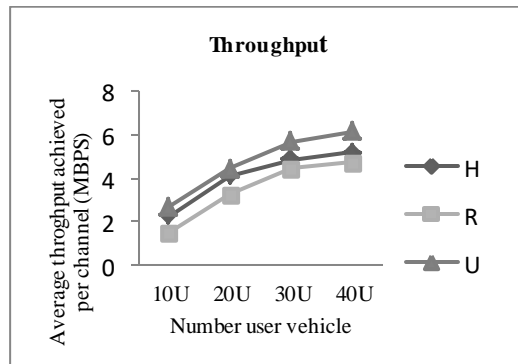 Throughput
Average throghput achieved
per channel (MBPS)
8
6
4
2
0
10U 20U 30U 40U
Number user vehicle
H
R
U